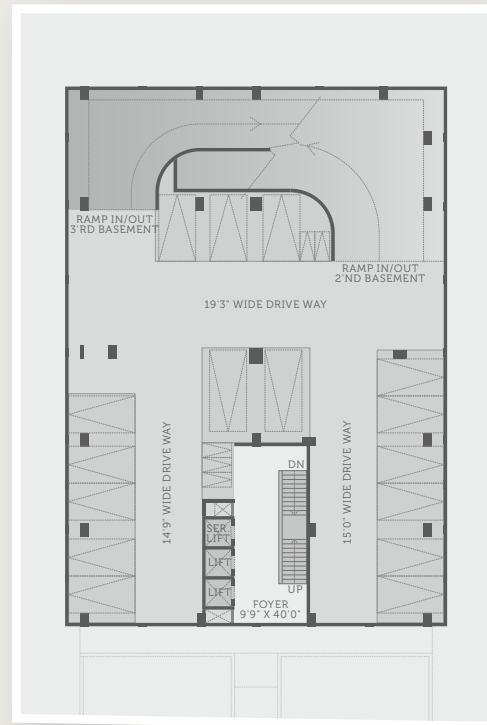 RAMP IN/OUT
3'RD BASEMENT
RAMP IN/OUT
2'ND BASEMENT
19'3" WIDE DRIVE WAY
14'9" WIDE DRIVE WAY
15'0" WIDE DRIVE WAY
DN
SER.
LIFT
LIFT
LIFT
UP
FOYER
9'9" X 40'0"